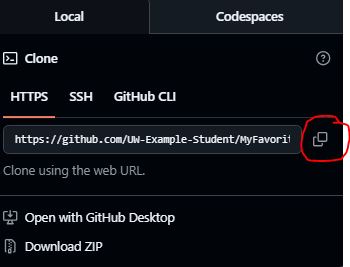 Local Codespaces
Clone
HTTPS SSH GitHub CLI
https://github.com/UW-Example-Student/MyFavorit
Clone using the web URL.
Open with GitHub Desktop
Download ZIP